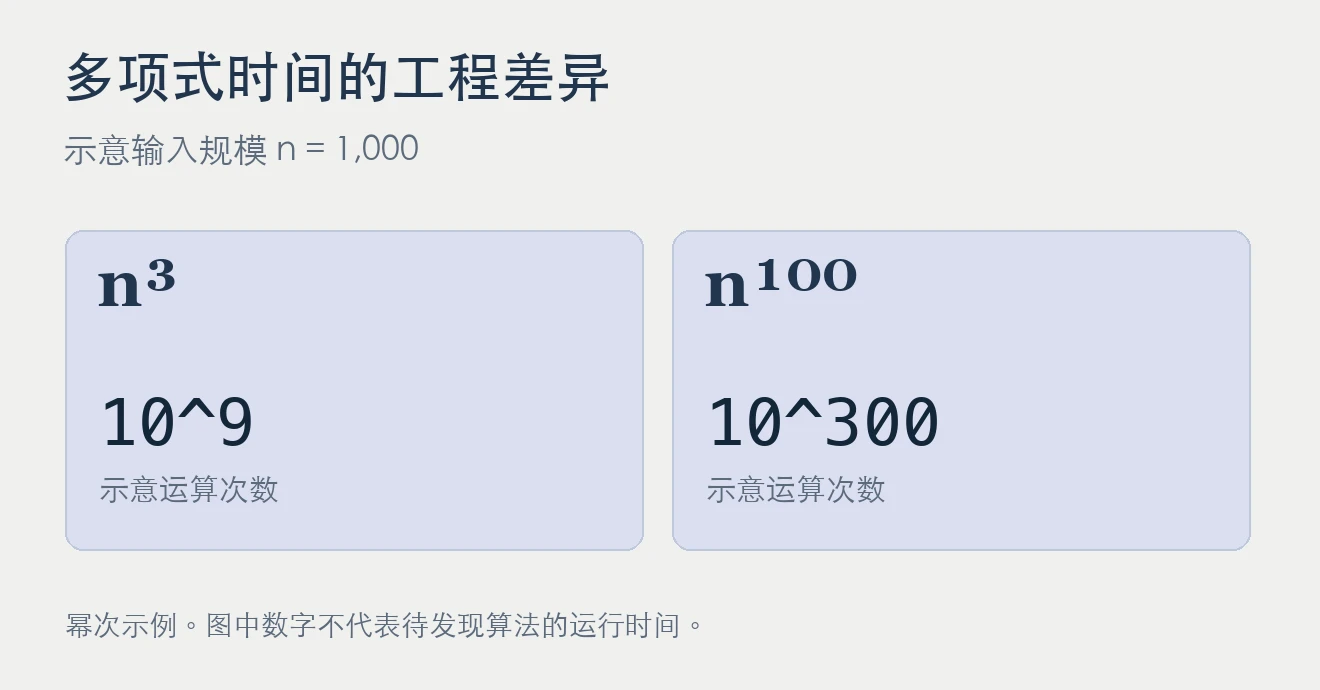 多项式时间的工程差异
示意输入规模 n = 1,000
n³
10^9
示意运算次数
n¹⁰⁰
10^300
示意运算次数
幂次示例。图中数字不代表待发现算法的运行时间。